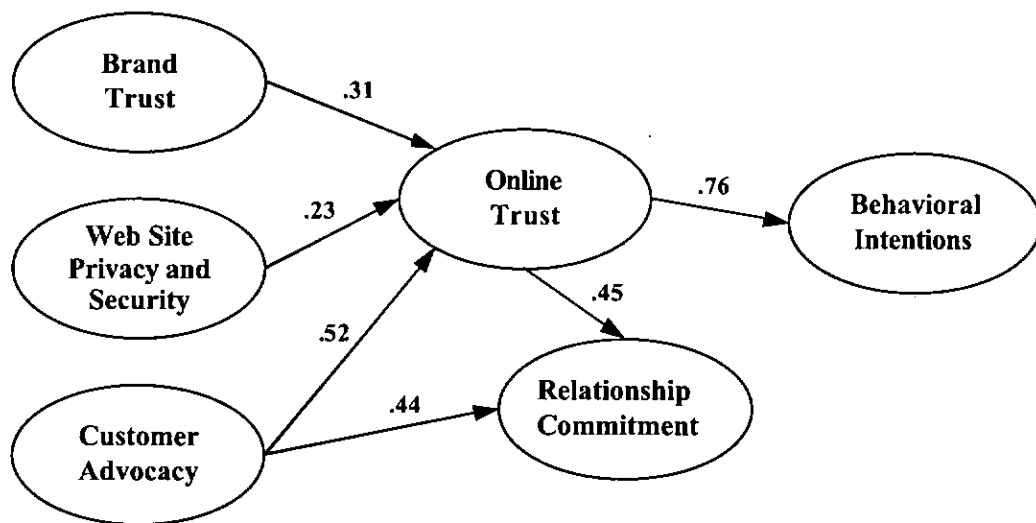 Brand
Trust
.31
Online
Trust
.76
Behavioral
Intentions
.23
Web Site
Privacy and
Security
.45
.52
Relationship
Commitment
.44
Customer
Advocacy